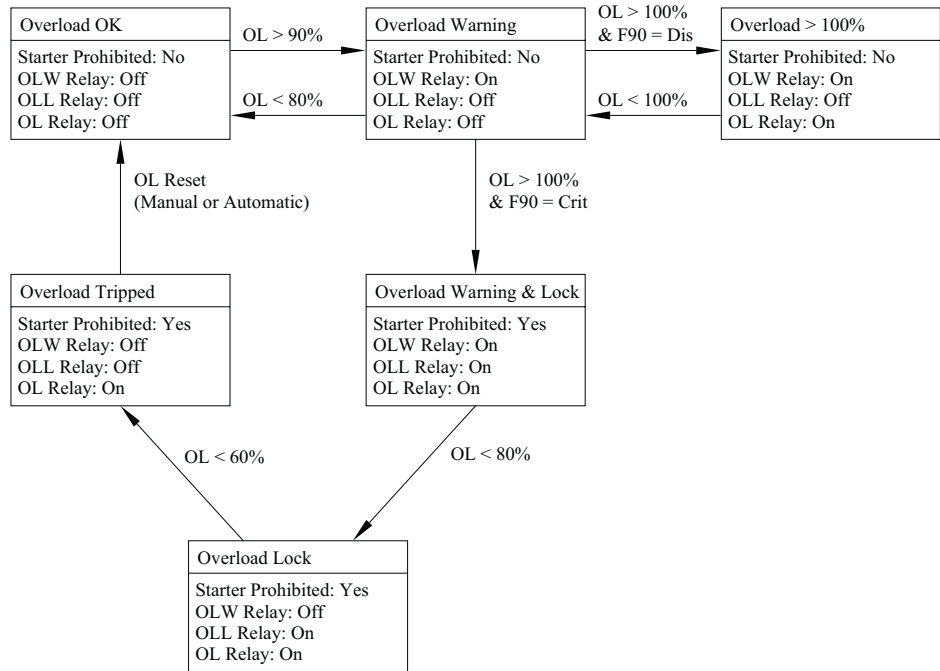 Overload OK
Starter Prohibited: No
OLW Relay: Off
OLL Relay: Off
OL Relay: Off
OL > 90%
OL < 80%
Overload Warning
Starter Prohibited: No
OLW Relay: On
OLL Relay: Off
OL Relay: Off
OL > 100%
& F90 = Dis
OL < 100%
Overload > 100%
Starter Prohibited: No
OLW Relay: On
OLL Relay: Off
OL Relay: On
OL Reset
(Manual or Automatic)
OL > 100%
& F90 = Crit
Overload Tripped
Starter Prohibited: Yes
OLW Relay: Off
OLL Relay: Off
OL Relay: On
Overload Warning & Lock
Starter Prohibited: Yes
OLW Relay: On
OLL Relay: On
OL Relay: On
OL < 60%
OL < 80%
Overload Lock
Starter Prohibited: Yes
OLW Relay: Off
OLL Relay: On
OL Relay: On